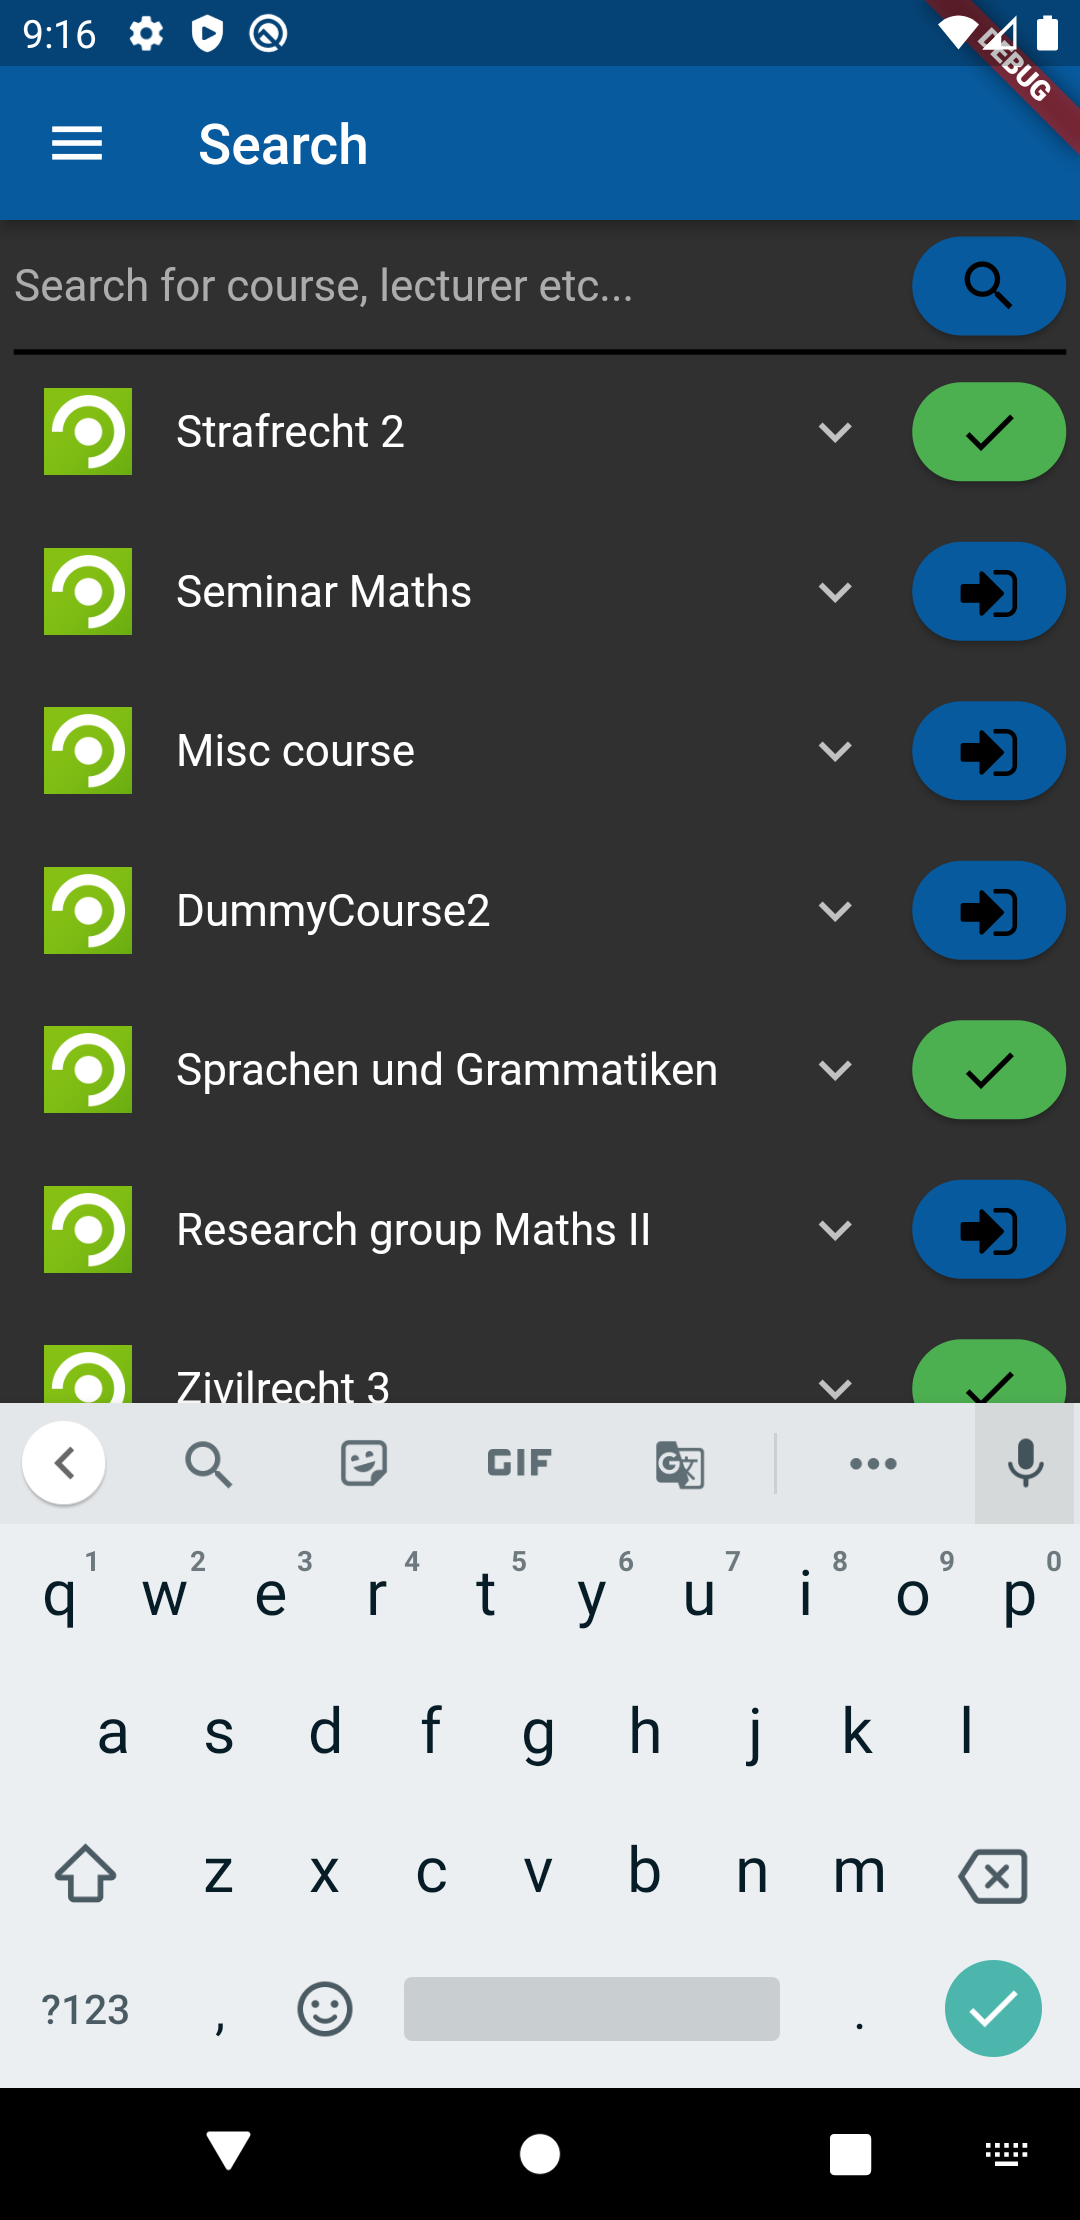 9:16
DEBUG
Search
Search for course, lecturer etc...
Strafrecht 2
Seminar Maths
Misc course
DummyCourse2
Sprachen und Grammatiken
Research group Maths II
Zivilrecht 3
GIF
G 文
1 2 3 4 5 6 7 8 9 0
q w e r t y u i o p
a s d f g h j k l
z x c v b n m
?123 , .